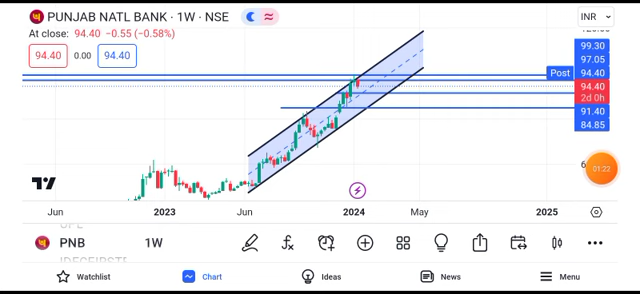 PUNJAB NATL BANK · 1W · NSE
INR
At close: 94.40 −0.55 (−0.58%)
94.40 0.00 94.40
99.30
97.05
Post 94.40
94.40
2d 0h
91.40
84.85
01:22
Jun 2023 Jun 2024 May 2025
PNB 1W
Watchlist Chart Ideas News Menu